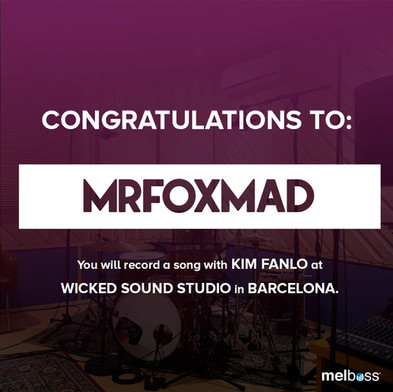 CONGRATULATIONS TO:
MRFOXMAD
You will record a song with KIM FANLO at
WICKED SOUND STUDIO in BARCELONA.
melboss